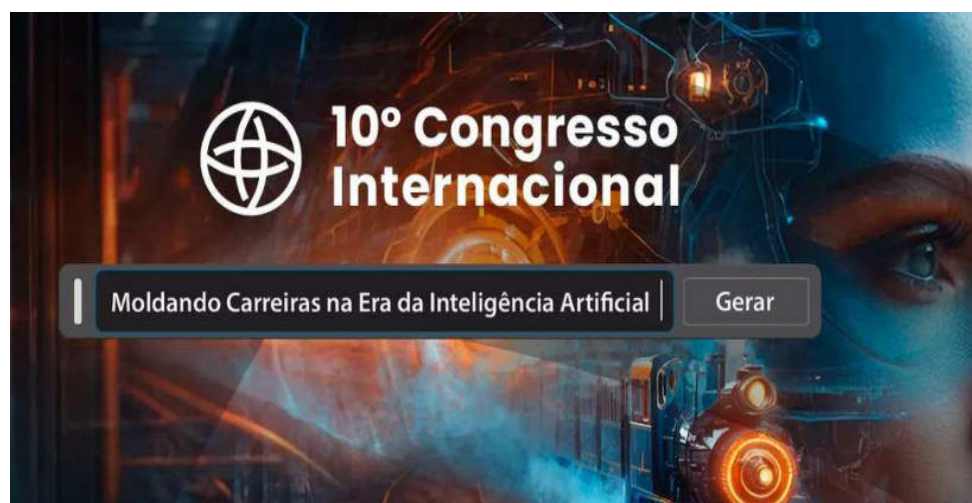 10º Congresso
Internacional
Moldando Carreiras na Era da Inteligência Artificial
Gerar